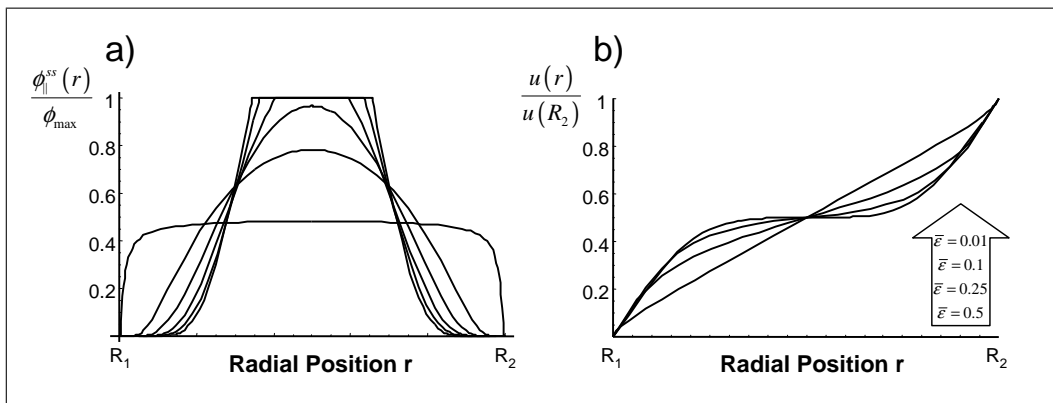 a)
b)
ϕ∥^ss(r)
ϕmax
u(r)
u(R2)
1
0.8
0.6
0.4
0.2
1
0.8
0.6
0.4
0.2
ε̄ = 0.01
ε̄ = 0.1
ε̄ = 0.25
ε̄ = 0.5
R1
R2
R1
R2
Radial Position r
Radial Position r